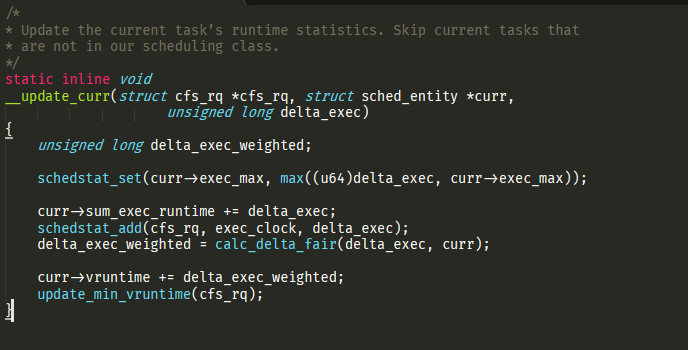 /*
* Update the current task's runtime statistics. Skip current tasks that
* are not in our scheduling class.
*/
static inline void
__update_curr(struct cfs_rq *cfs_rq, struct sched_entity *curr,
unsigned long delta_exec)
{
unsigned long delta_exec_weighted;
schedstat_set(curr->exec_max, max((u64)delta_exec, curr->exec_max));
curr->sum_exec_runtime += delta_exec;
schedstat_add(cfs_rq, exec_clock, delta_exec);
delta_exec_weighted = calc_delta_fair(delta_exec, curr);
curr->vruntime += delta_exec_weighted;
update_min_vruntime(cfs_rq);
}